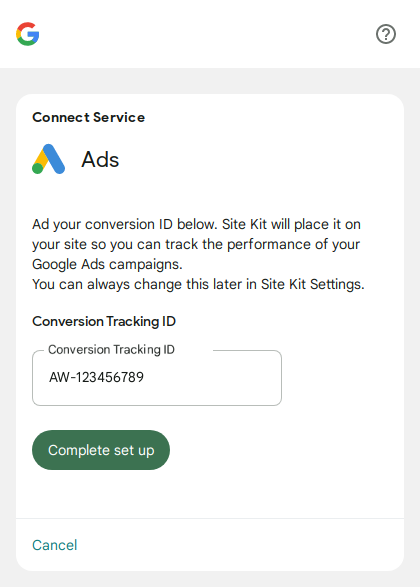 Connect Service
Ads
Ad your conversion ID below. Site Kit will place it on
your site so you can track the performance of your
Google Ads campaigns.
You can always change this later in Site Kit Settings.
Conversion Tracking ID
Conversion Tracking ID
AW-123456789
Complete set up
Cancel